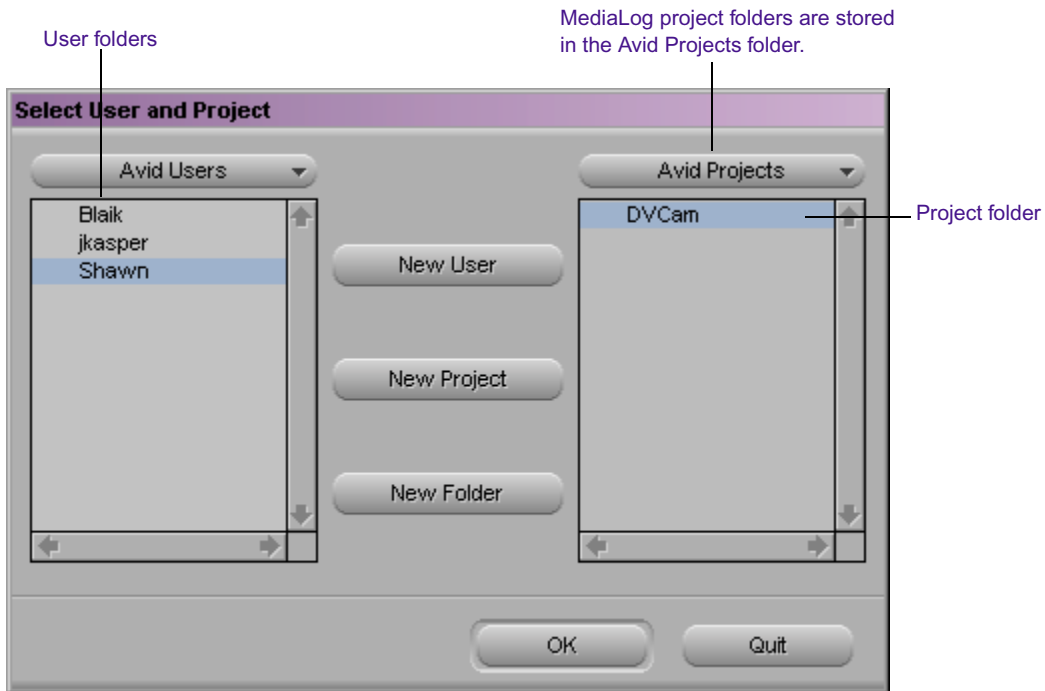 User folders
MediaLog project folders are stored
in the Avid Projects folder.
Select User and Project
Avid Users
Avid Projects
Blaik
jkasper
Shawn
DVCam
Project folder
New User
New Project
New Folder
OK
Quit